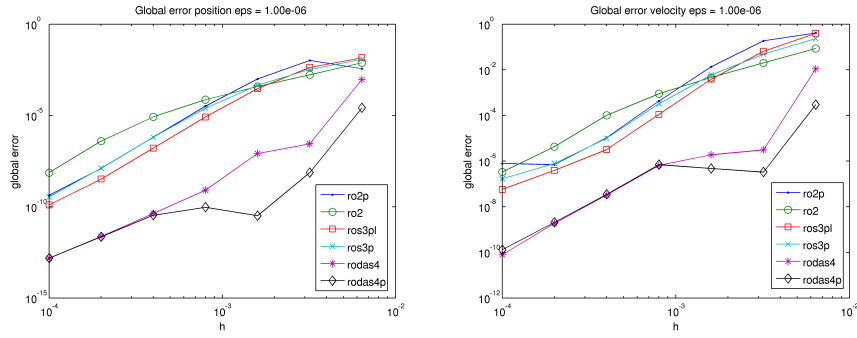 Global error position eps = 1.00e-06
10^0
10^-5
10^-10
10^-15
global error
10^-4
10^-3
10^-2
h
ro2p
ro2
ros3pl
ros3p
rodas4
rodas4p
Global error velocity eps = 1.00e-06
10^0
10^-2
10^-4
10^-6
10^-8
10^-10
10^-12
global error
10^-4
10^-3
10^-2
h
ro2p
ro2
ros3pl
ros3p
rodas4
rodas4p